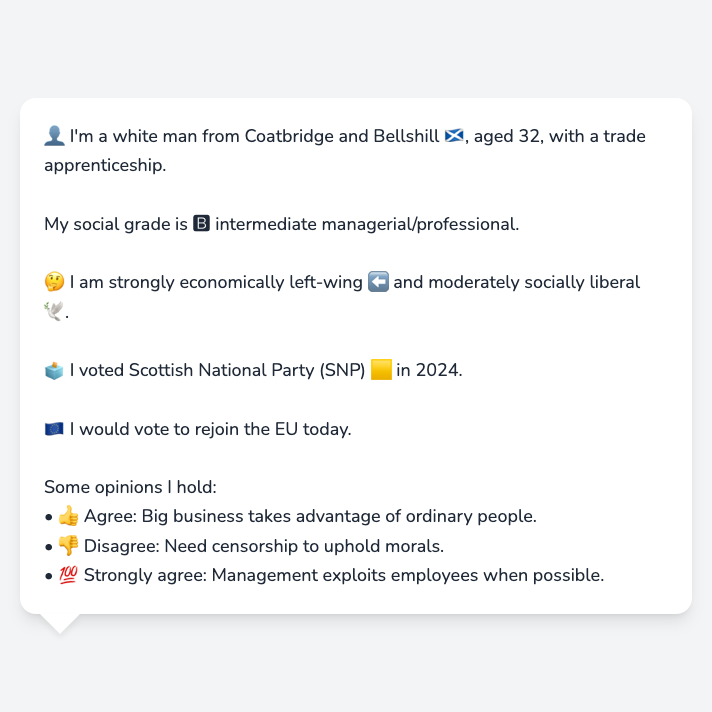 👤 I'm a white man from Coatbridge and Bellshill 🏴󠁧󠁢󠁳󠁣󠁴󠁿, aged 32, with a trade
apprenticeship.
My social grade is 🅱 intermediate managerial/professional.
🤔 I am strongly economically left-wing ⬅️ and moderately socially liberal
🕊️.
🗳️ I voted Scottish National Party (SNP) 🟨 in 2024.
🇪🇺 I would vote to rejoin the EU today.
Some opinions I hold:
• 👍 Agree: Big business takes advantage of ordinary people.
• 👎 Disagree: Need censorship to uphold morals.
• 💯 Strongly agree: Management exploits employees when possible.